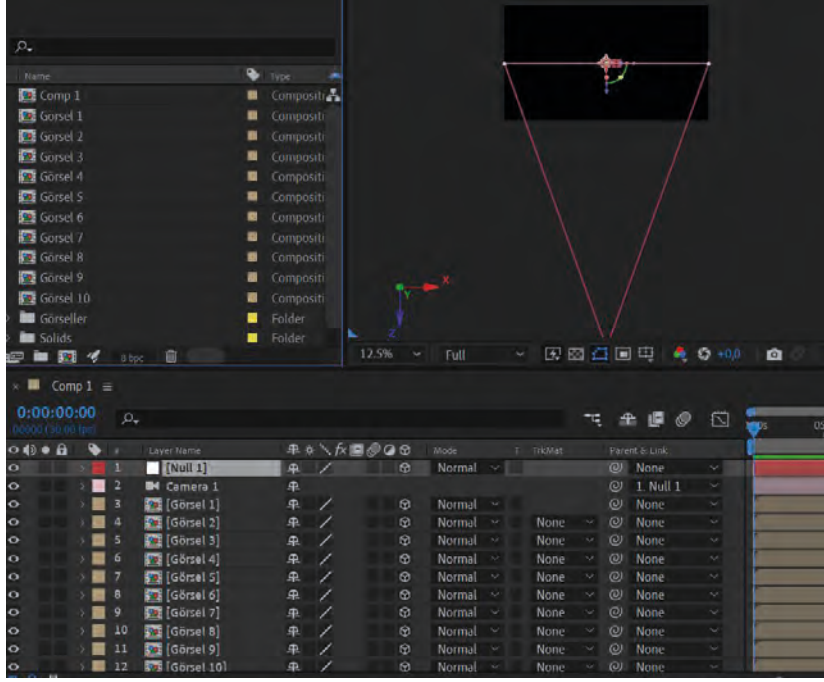 Name Type
Comp 1 Compositi
Görsel 1 Compositi
Görsel 2 Compositi
Görsel 3 Compositi
Görsel 4 Compositi
Görsel 5 Compositi
Görsel 6 Compositi
Görsel 7 Compositi
Görsel 8 Compositi
Görsel 9 Compositi
Görsel 10 Compositi
Görseller Folder
Solids Folder
8 bpc
X
Y
Z
12.5% Full +0,0
Comp 1
0:00:00:00
00000 (30.00 fps)
# Layer Name Mode T TrkMat Parent & Link
1 [Null 1] Normal None
2 Camera 1 1. Null 1
3 [Görsel 1] Normal None
4 [Görsel 2] Normal None None
5 [Görsel 3] Normal None None
6 [Görsel 4] Normal None None
7 [Görsel 5] Normal None None
8 [Görsel 6] Normal None None
9 [Görsel 7] Normal None None
10 [Görsel 8] Normal None None
11 [Görsel 9] Normal None None
12 [Görsel 10] Normal None None